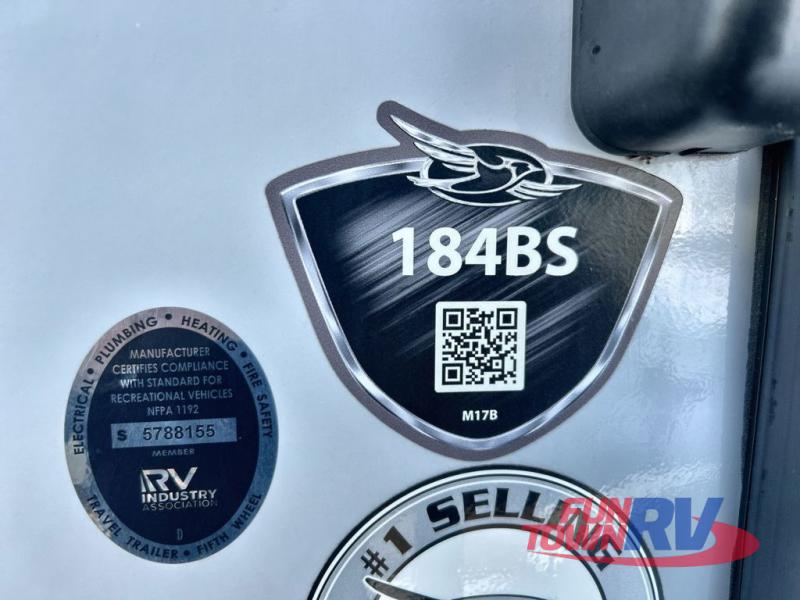 184BS
M17B
ELECTRICAL • PLUMBING • HEATING • FIRE SAFETY
MANUFACTURER
CERTIFIES COMPLIANCE
WITH STANDARD FOR
RECREATIONAL VEHICLES
NFPA 1192
S 5788155
MEMBER
RV
INDUSTRY
ASSOCIATION
D
TRAVEL TRAILER • FIFTH WHEEL
#1 SELLING
FUN
TOWN
RV